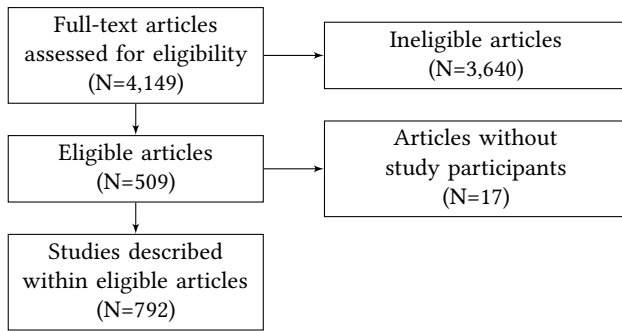 Full-text articles
assessed for eligibility
(N=4,149)
Ineligible articles
(N=3,640)
Eligible articles
(N=509)
Articles without
study participants
(N=17)
Studies described
within eligible articles
(N=792)